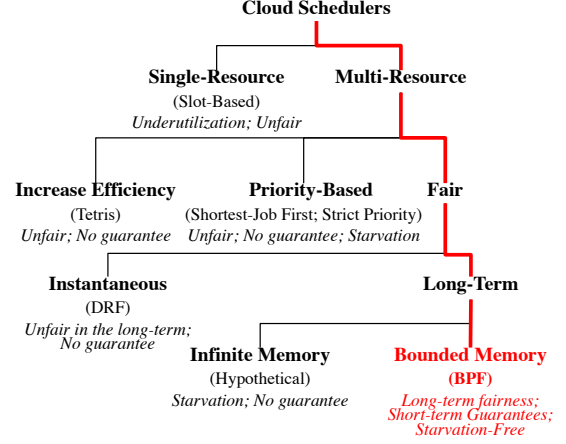 Cloud Schedulers
Single-Resource
(Slot-Based)
Underutilization; Unfair
Multi-Resource
Increase Efficiency
(Tetris)
Unfair; No guarantee
Priority-Based
(Shortest-Job First; Strict Priority)
Unfair; No guarantee; Starvation
Fair
Instantaneous
(DRF)
Unfair in the long-term;
No guarantee
Long-Term
Infinite Memory
(Hypothetical)
Starvation; No guarantee
Bounded Memory
(BPF)
Long-term fairness;
Short-term Guarantees;
Starvation-Free